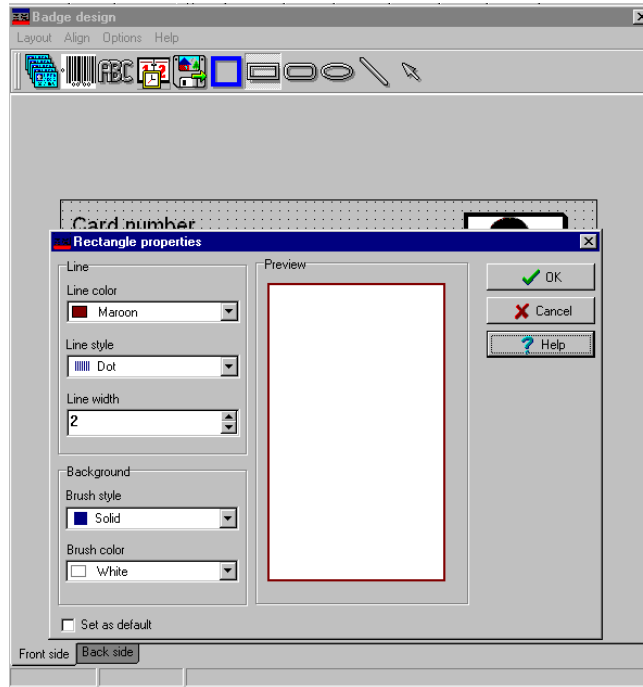 Badge design
Layout Align Options Help
ABC
Card number
Rectangle properties
Line
Line color
Maroon
Line style
Dot
Line width
2
Background
Brush style
Solid
Brush color
White
Set as default
Preview
OK
Cancel
Help
Front side Back side